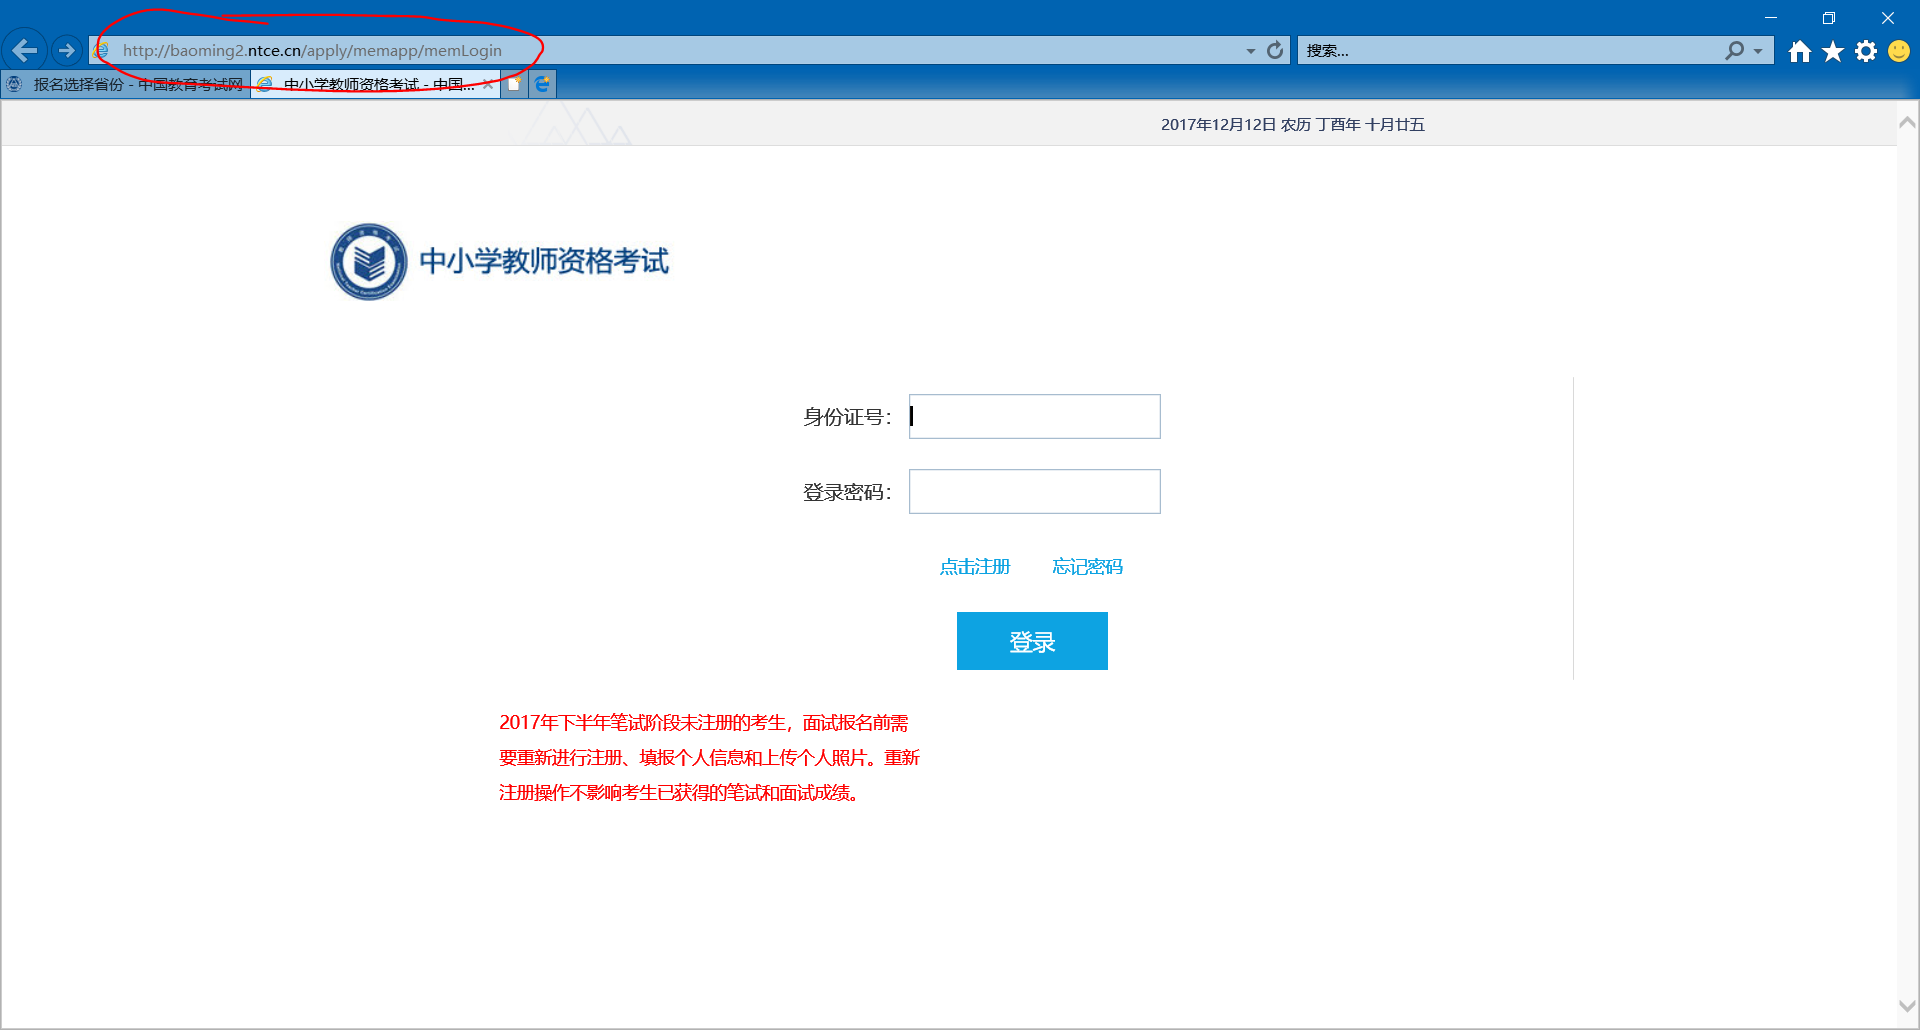 http://baoming2.ntce.cn/apply/memapp/memLogin
搜索...
报名选择省份 - 中国教育考试网
中小学教师资格考试 - 中国...
2017年12月12日 农历 丁酉年 十月廿五
中小学教师资格考试
身份证号：
登录密码：
点击注册 忘记密码
登录
2017年下半年笔试阶段未注册的考生，面试报名前需
要重新进行注册、填报个人信息和上传个人照片。重新
注册操作不影响考生已获得的笔试和面试成绩。